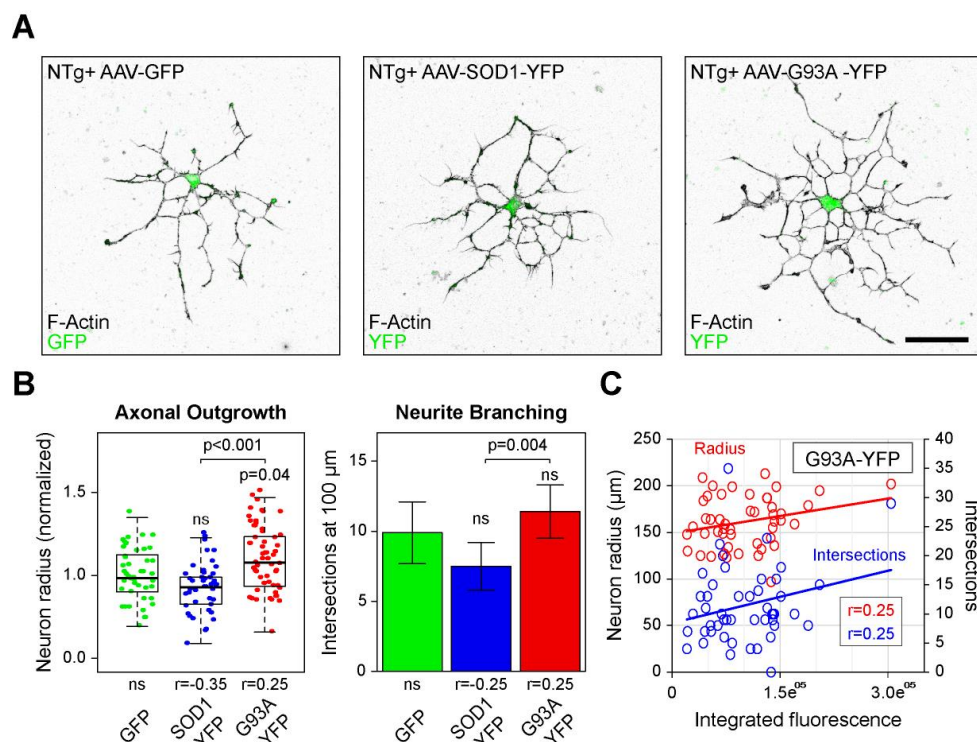 A
NTg+ AAV-GFP
F-Actin
GFP
NTg+ AAV-SOD1-YFP
F-Actin
YFP
NTg+ AAV-G93A -YFP
F-Actin
YFP
B
Axonal Outgrowth
Neuron radius (normalized)
1.5
1.0
0.0
p<0.001
p=0.04
ns
ns
r=-0.35
r=0.25
GFP
SOD1
YFP
G93A
YFP
Neurite Branching
Intersections at 100 µm
15
10
5
0
p=0.004
ns
ns
ns
r=-0.25
r=0.25
GFP
SOD1
YFP
G93A
YFP
C
Neuron radius (µm)
250
200
150
100
50
0
Radius
G93A-YFP
Intersections
r=0.25
r=0.25
40
35
30
25
20
15
10
5
0
Intersections
0
1.5e⁰⁵
3.0e⁰⁵
Integrated fluorescence